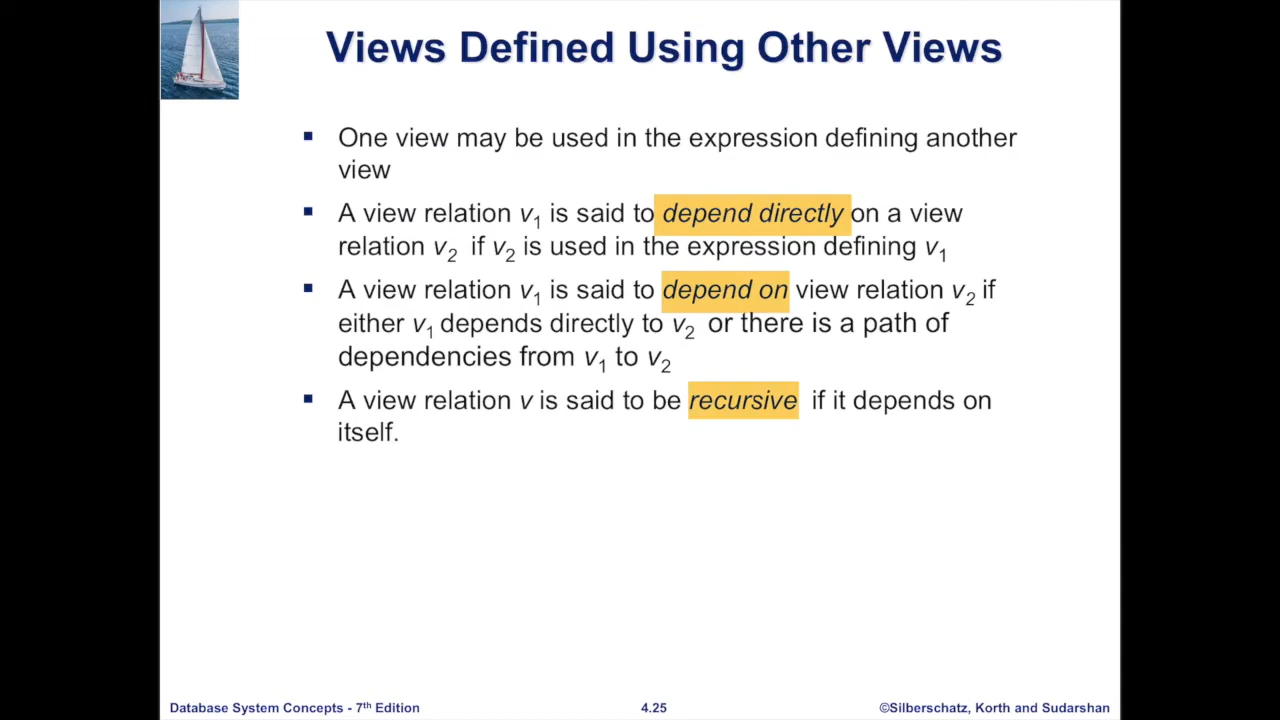 Views Defined Using Other Views
▪ One view may be used in the expression defining another
view
▪ A view relation v1 is said to depend directly on a view
relation v2 if v2 is used in the expression defining v1
▪ A view relation v1 is said to depend on view relation v2 if
either v1 depends directly to v2 or there is a path of
dependencies from v1 to v2
▪ A view relation v is said to be recursive if it depends on
itself.
Database System Concepts - 7th Edition
4.25
©Silberschatz, Korth and Sudarshan